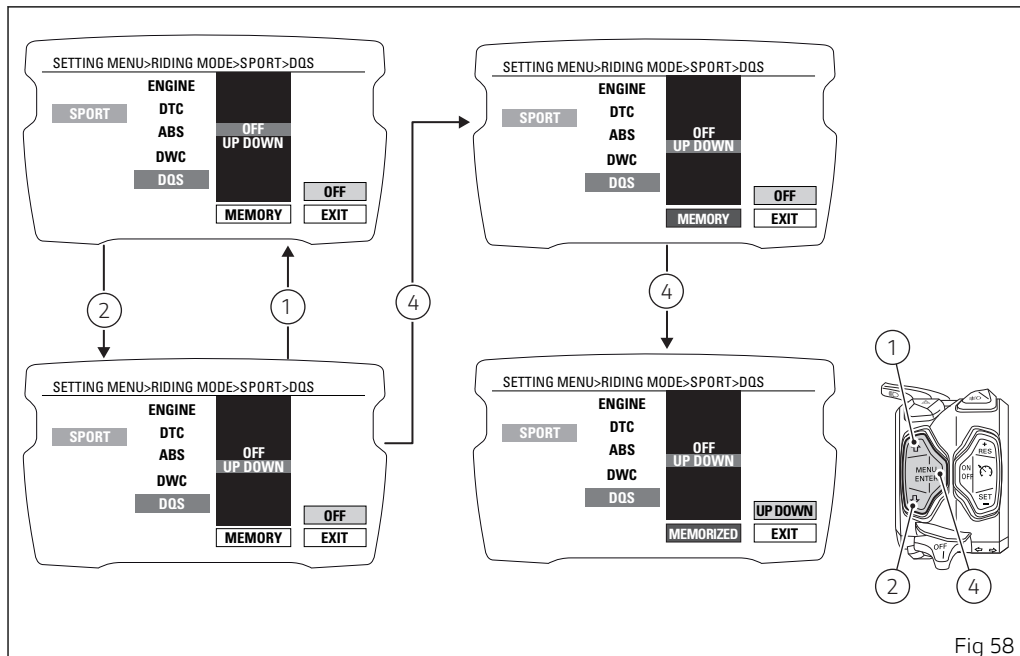 SETTING MENU>RIDING MODE>SPORT>DQS
ENGINE
SPORT
DTC
ABS
OFF
UP DOWN
DWC
DQS
OFF
MEMORY
EXIT
2
1
SETTING MENU>RIDING MODE>SPORT>DQS
ENGINE
SPORT
DTC
ABS
OFF
UP DOWN
DWC
DQS
OFF
MEMORY
EXIT
4
SETTING MENU>RIDING MODE>SPORT>DQS
ENGINE
SPORT
DTC
ABS
OFF
UP DOWN
DWC
DQS
OFF
MEMORY
EXIT
4
SETTING MENU>RIDING MODE>SPORT>DQS
ENGINE
SPORT
DTC
ABS
OFF
UP DOWN
DWC
DQS
UP DOWN
MEMORIZED
EXIT
1
+
RES
MENU
ENTER
ON
OFF
SET
−
OFF
2
4
Fig 58